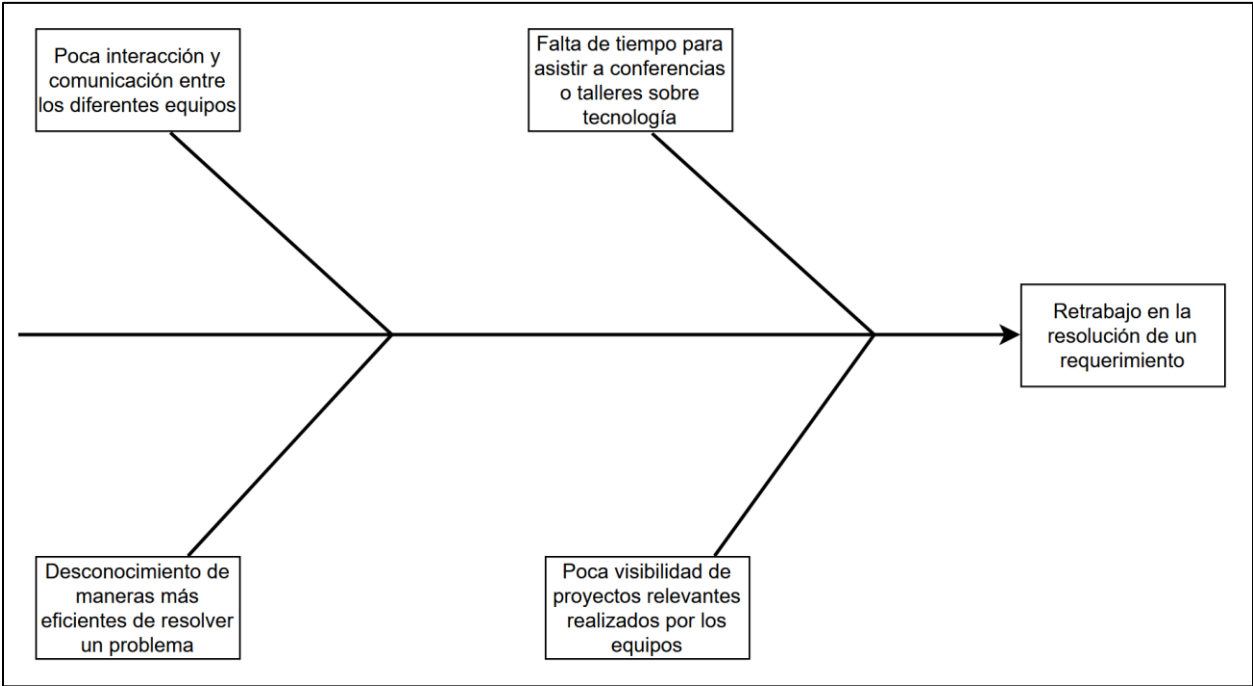 Poca interacción y
comunicación entre
los diferentes equipos
Falta de tiempo para
asistir a conferencias
o talleres sobre
tecnología
Retrabajo en la
resolución de un
requerimiento
Desconocimiento de
maneras más
eficientes de resolver
un problema
Poca visibilidad de
proyectos relevantes
realizados por los
equipos